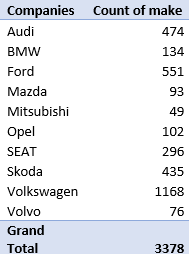 Companies Count of make
Audi 474
BMW 134
Ford 551
Mazda 93
Mitsubishi 49
Opel 102
SEAT 296
Skoda 435
Volkswagen 1168
Volvo 76
Grand
Total 3378